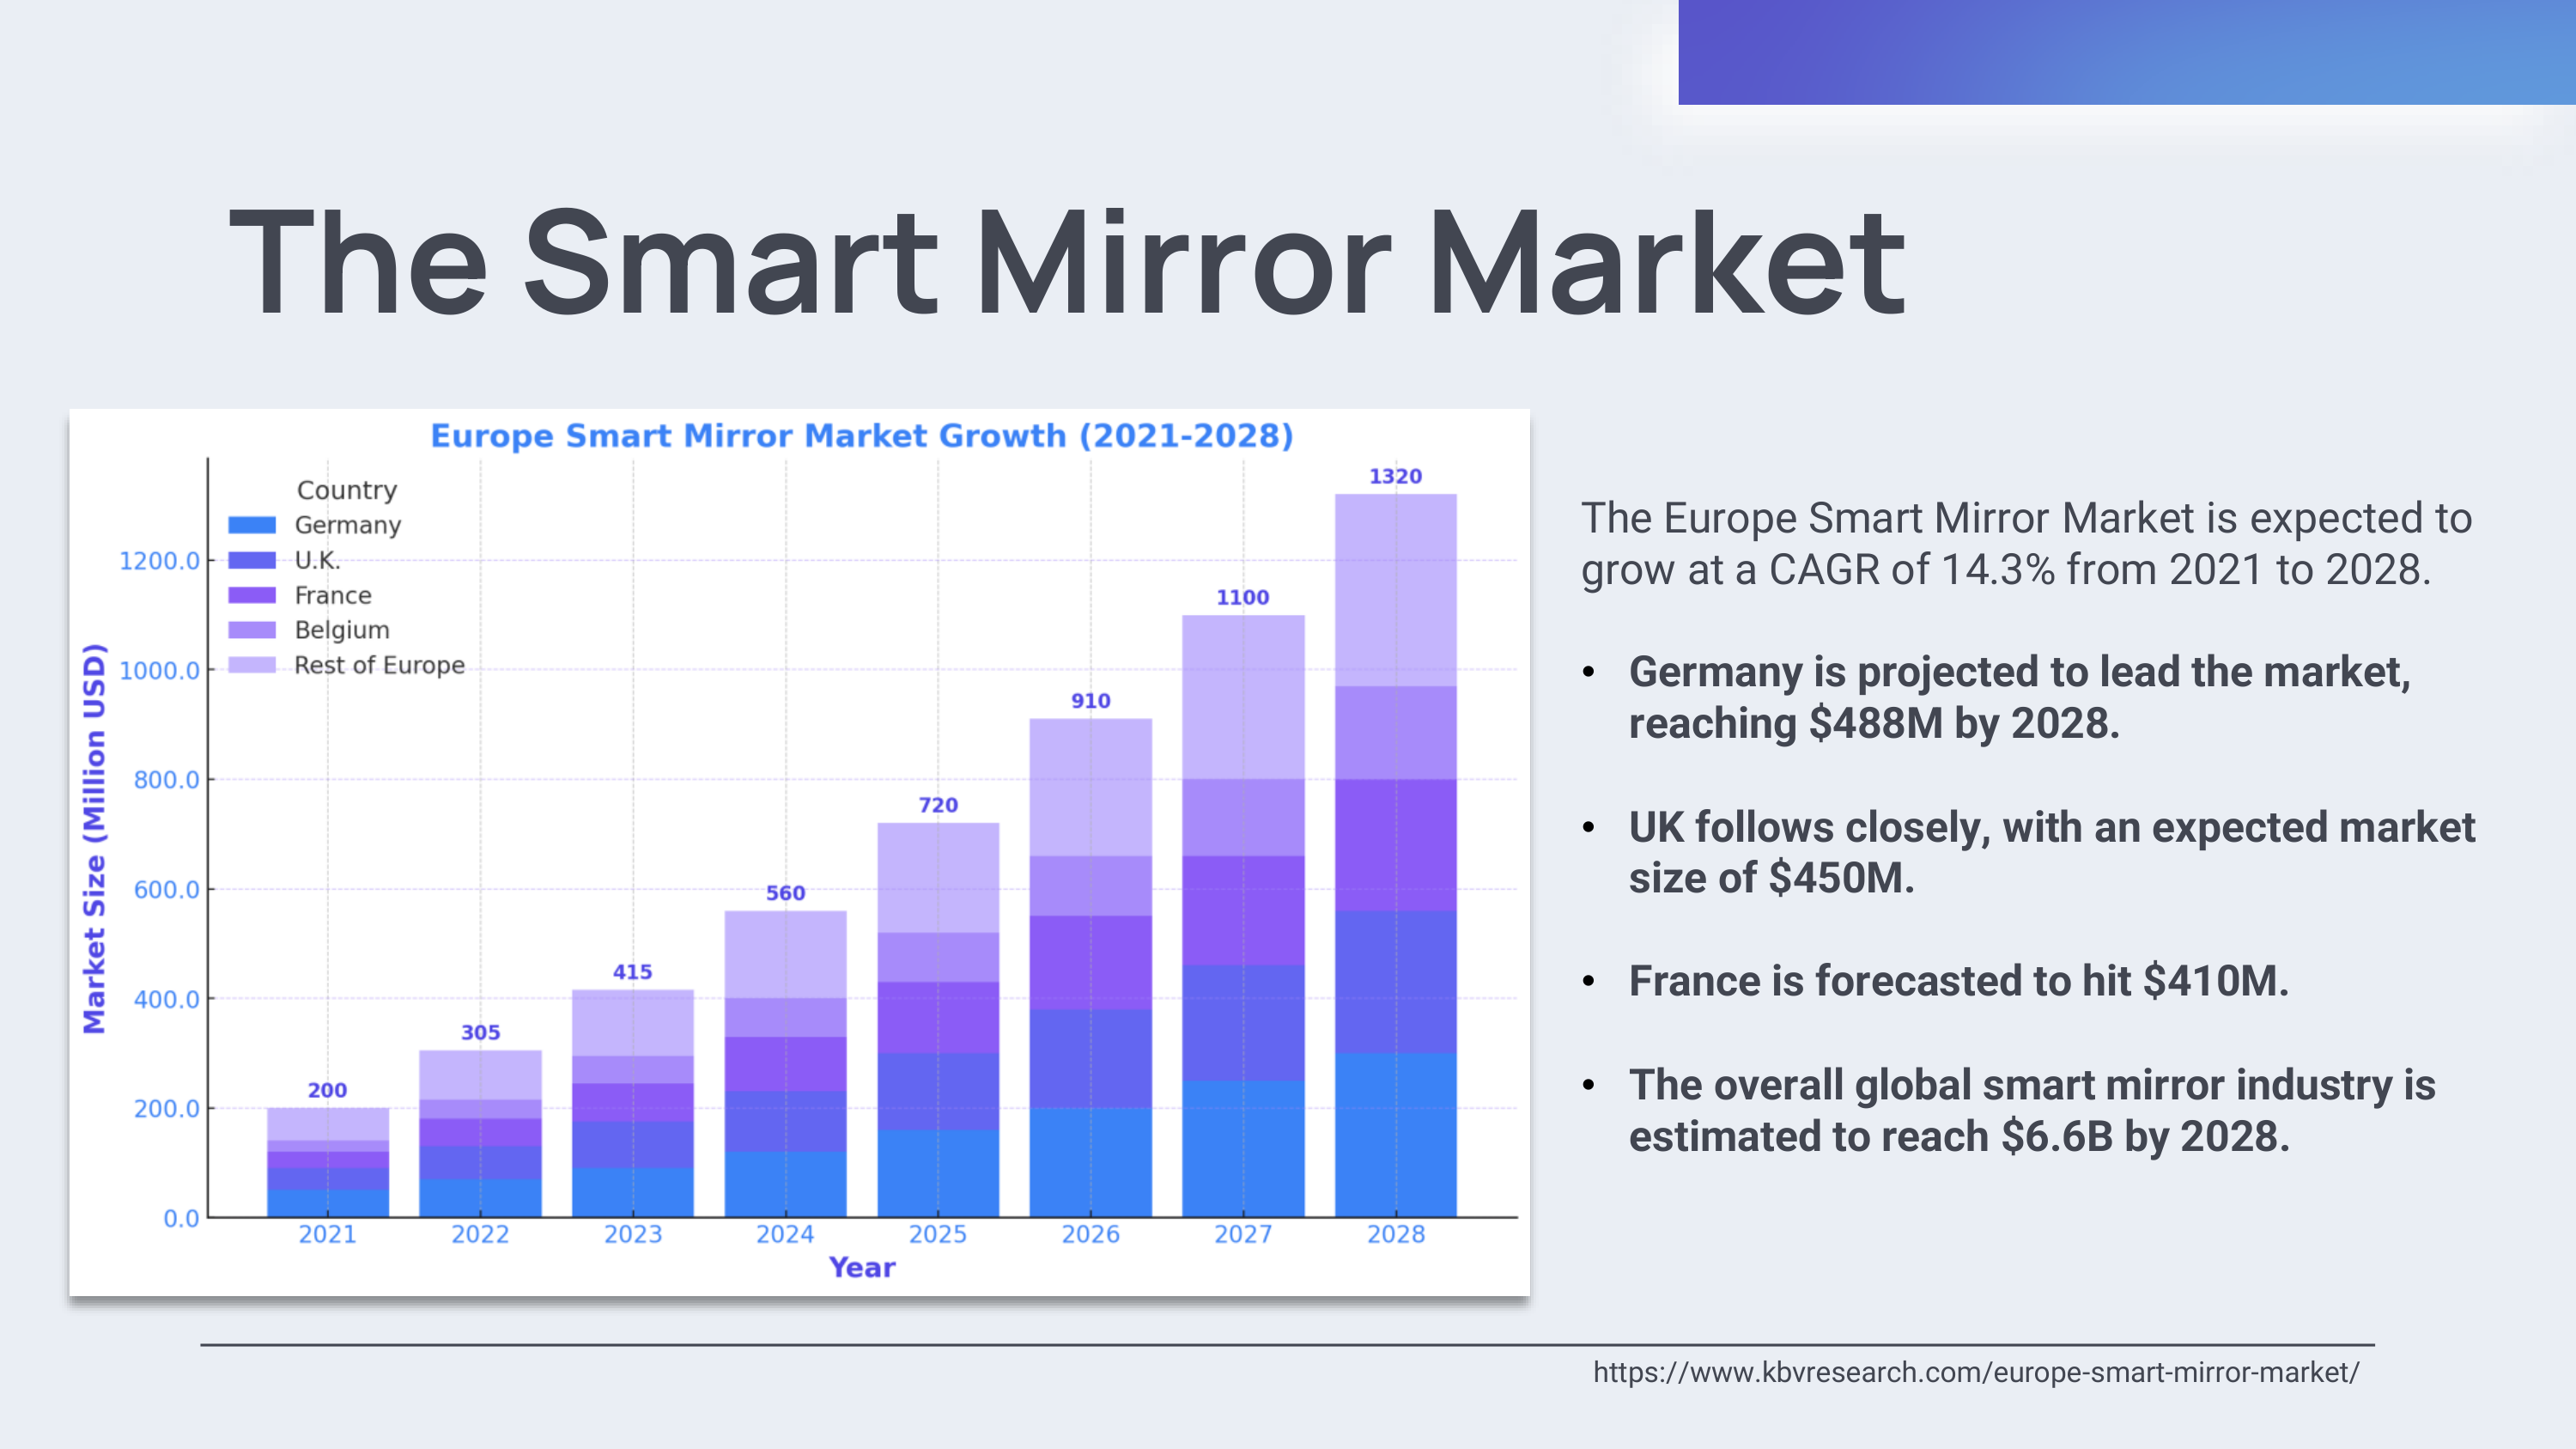 The Smart Mirror Market
Europe Smart Mirror Market Growth (2021-2028)
Country
Germany
U.K.
France
Belgium
Rest of Europe
Market Size (Million USD)
1200.0
1000.0
800.0
600.0
400.0
200.0
0.0
200
305
415
560
720
910
1100
1320
2021
2022
2023
2024
2025
2026
2027
2028
Year
The Europe Smart Mirror Market is expected to
grow at a CAGR of 14.3% from 2021 to 2028.
• Germany is projected to lead the market,
reaching $488M by 2028.
• UK follows closely, with an expected market
size of $450M.
• France is forecasted to hit $410M.
• The overall global smart mirror industry is
estimated to reach $6.6B by 2028.
https://www.kbvresearch.com/europe-smart-mirror-market/